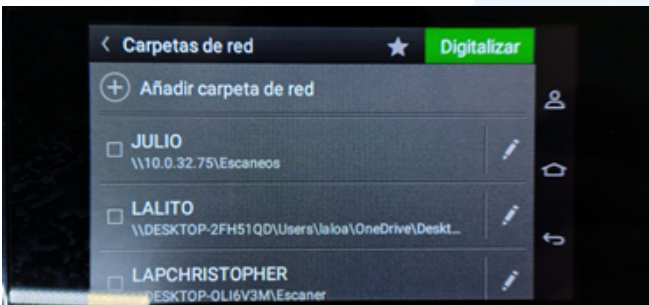 Carpetas de red
Digitalizar
Añadir carpeta de red
JULIO
\\10.0.32.75\Escaneos
LALITO
\\DESKTOP-2FH51QD\Users\laloa\OneDrive\Deskt...
LAPCHRISTOPHER
\\DESKTOP-OLI6V3M\Escaner